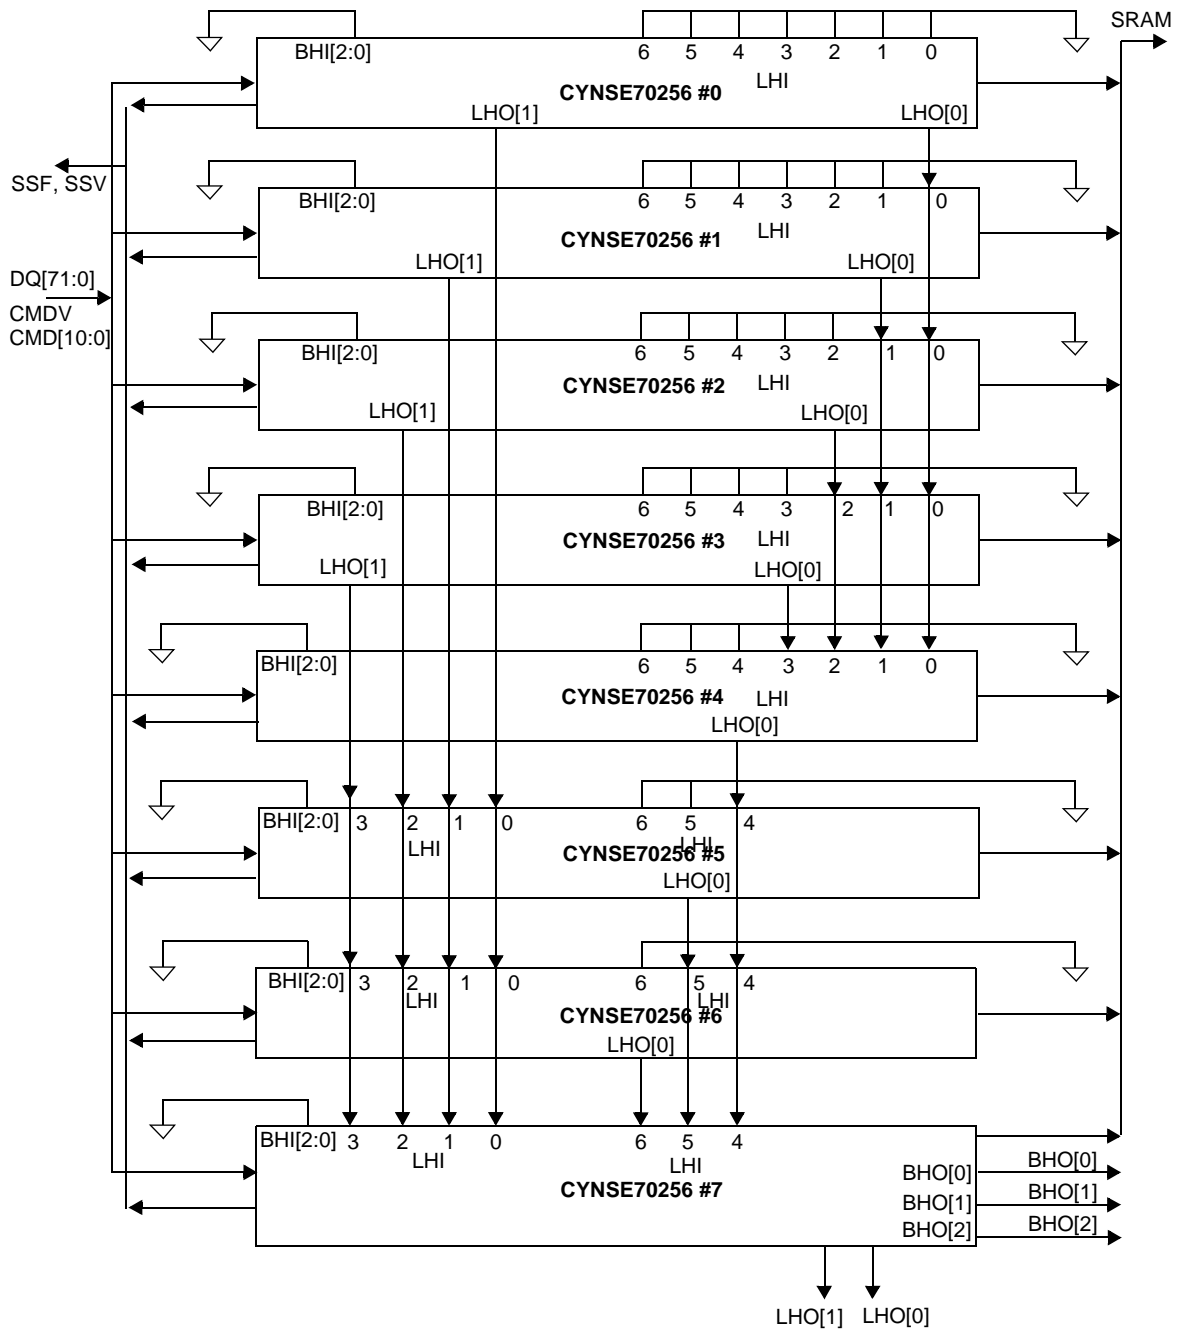 SRAM
BHI[2:0] 6 5 4 3 2 1 0
LHI
CYNSE70256 #0
LHO[1] LHO[0]
SSF, SSV
BHI[2:0] 6 5 4 3 2 1 0
LHI
CYNSE70256 #1
LHO[1] LHO[0]
DQ[71:0]
CMDV
CMD[10:0]
BHI[2:0] 6 5 4 3 2 1 0
LHI
CYNSE70256 #2
LHO[1] LHO[0]
BHI[2:0] 6 5 4 3 2 1 0
LHI
CYNSE70256 #3
LHO[1] LHO[0]
BHI[2:0] 6 5 4 3 2 1 0
CYNSE70256 #4 LHI
LHO[0]
BHI[2:0] 3 2 1 0 6 5 4
LHI LHI
CYNSE70256 #5
LHO[0]
BHI[2:0] 3 2 1 0 6 5 4
LHI LHI
CYNSE70256 #6
LHO[0]
BHI[2:0] 3 2 1 0 6 5 4
LHI LHI
CYNSE70256 #7
BHO[0] BHO[0]
BHO[1] BHO[1]
BHO[2] BHO[2]
LHO[1] LHO[0]